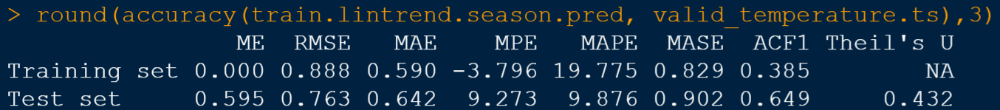 > round(accuracy(train.lintrend.season.pred, valid_temperature.ts),3)
ME RMSE MAE MPE MAPE MASE ACF1 Theil's U
Training set 0.000 0.888 0.590 -3.796 19.775 0.829 0.385 NA
Test set 0.595 0.763 0.642 9.273 9.876 0.902 0.649 0.432